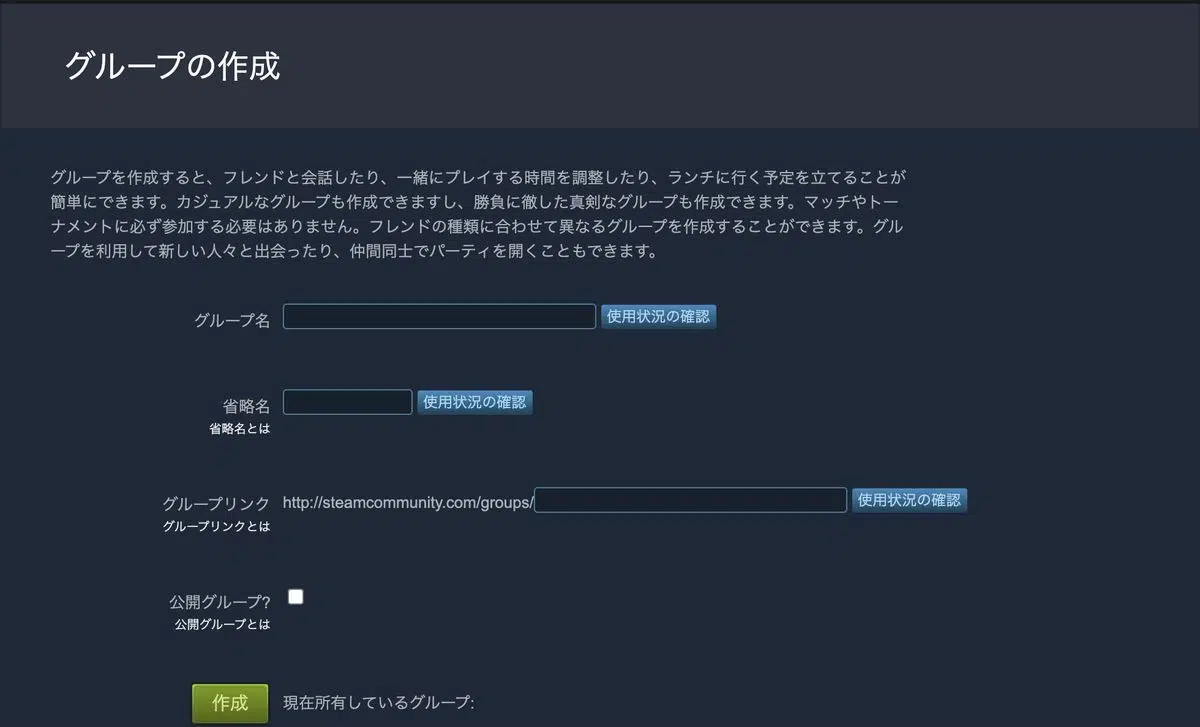 グループの作成
グループを作成すると、フレンドと会話したり、一緒にプレイする時間を調整したり、ランチに行く予定を立てることが
簡単にできます。カジュアルなグループも作成できますし、勝負に徹した真剣なグループも作成できます。マッチやトー
ナメントに必ず参加する必要はありません。フレンドの種類に合わせて異なるグループを作成することができます。グル
ープを利用して新しい人々と出会ったり、仲間同士でパーティを開くこともできます。
グループ名 使用状況の確認
省略名 使用状況の確認
省略名とは
グループリンク http://steamcommunity.com/groups/ 使用状況の確認
グループリンクとは
公開グループ?
公開グループとは
作成 現在所有しているグループ: